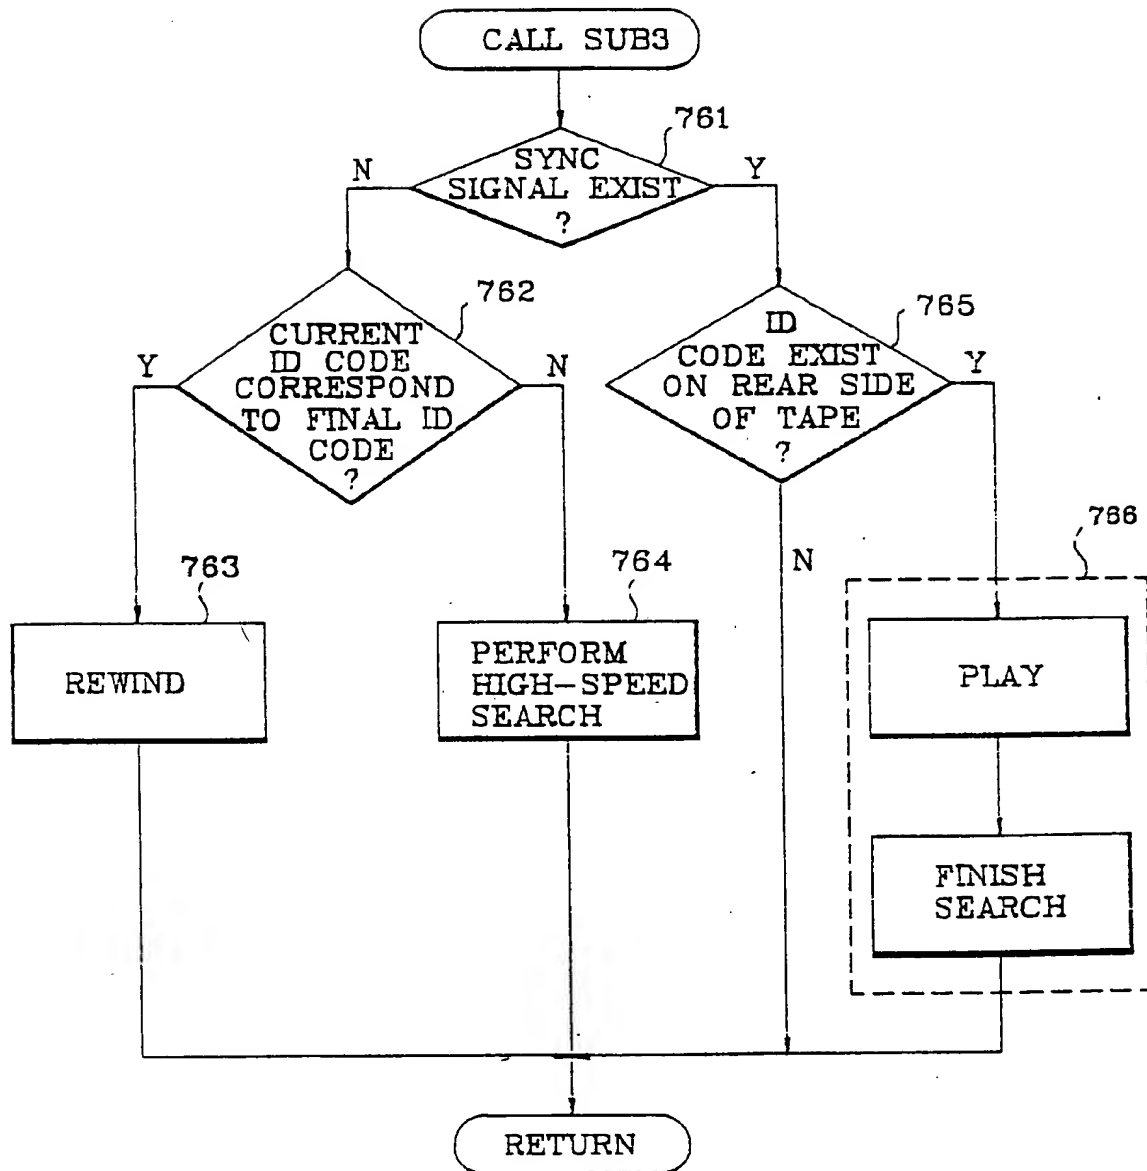 CALL SUB3
761
SYNC
SIGNAL EXIST
?
N
Y
762
CURRENT
ID CODE
CORRESPOND
TO FINAL ID
CODE
?
Y
N
765
ID
CODE EXIST
ON REAR SIDE
OF TAPE
?
Y
N
763
REWIND
764
PERFORM
HIGH-SPEED
SEARCH
766
PLAY
FINISH
SEARCH
RETURN